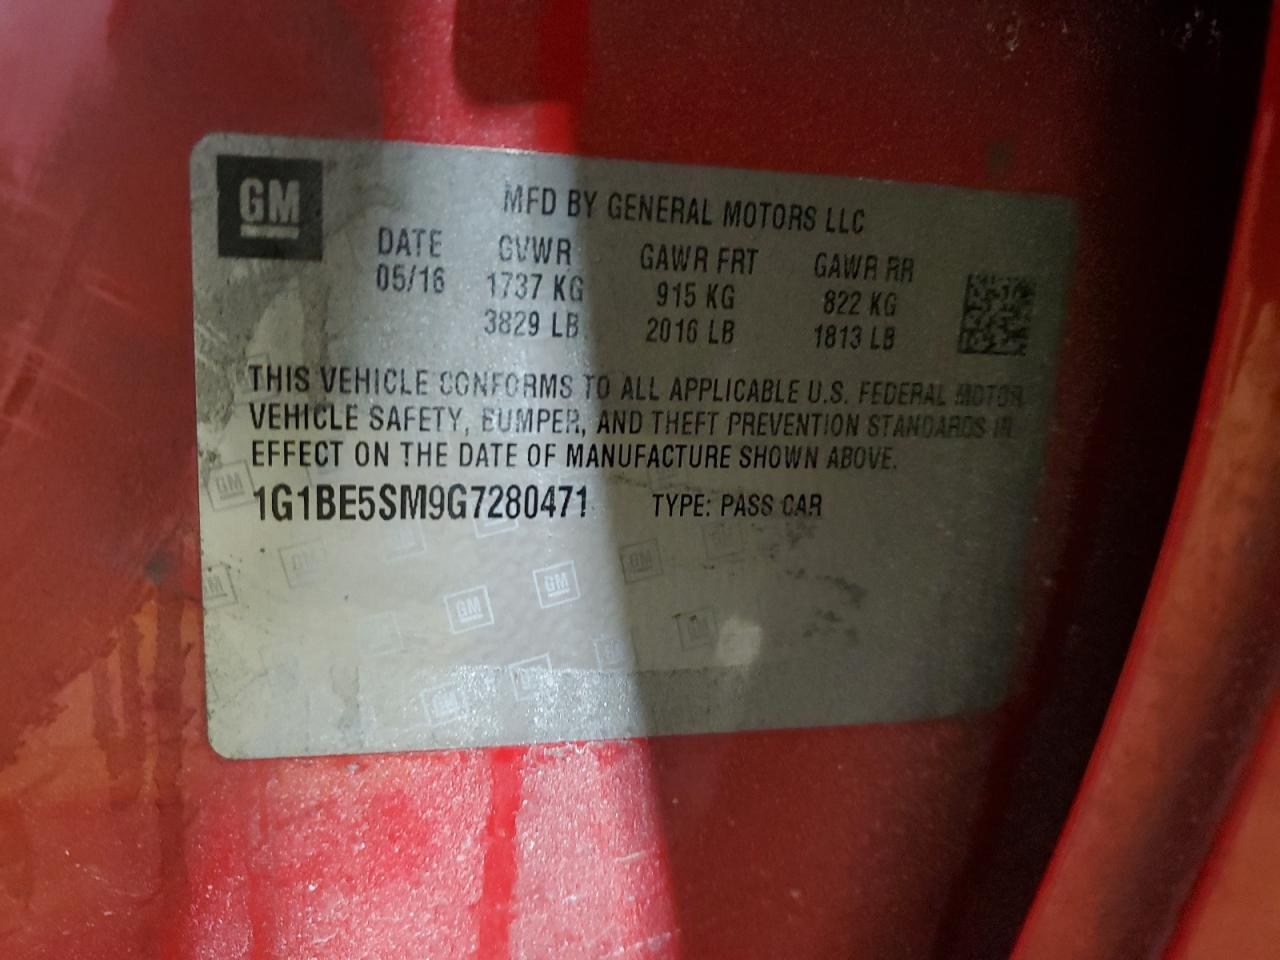 GM
MFD BY GENERAL MOTORS LLC
DATE GVWR GAWR FRT GAWR RR
05/16 1737 KG 915 KG 822 KG
3829 LB 2016 LB 1813 LB
THIS VEHICLE CONFORMS TO ALL APPLICABLE U.S. FEDERAL MOTOR
VEHICLE SAFETY, BUMPER, AND THEFT PREVENTION STANDARDS IN
EFFECT ON THE DATE OF MANUFACTURE SHOWN ABOVE.
1G1BE5SM9G7280471 TYPE: PASS CAR